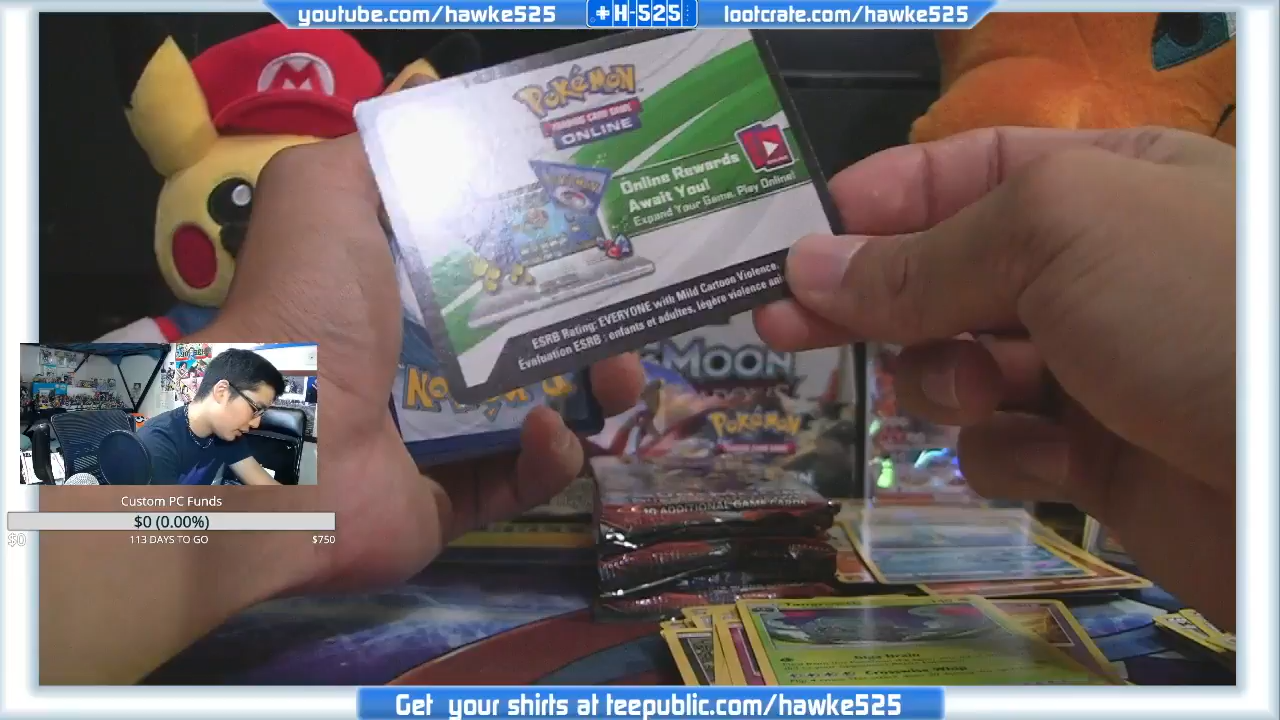 youtube.com/hawke525
+H-525
lootcrate.com/hawke525
M
POKéMON
TRADING CARD GAME
ONLINE
Online Rewards
Await You!
Expand Your Game. Play Online!
ESRB Rating: EVERYONE with Mild Cartoon Violence.
Evaluation ESRB : enfants et adultes, légère violence
MOON
POKéMON
10 ADDITIONAL GAME CARDS
Crosswise Whip
Custom PC Funds
$0 (0.00%)
$0
113 DAYS TO GO
$750
Get your shirts at teepublic.com/hawke525